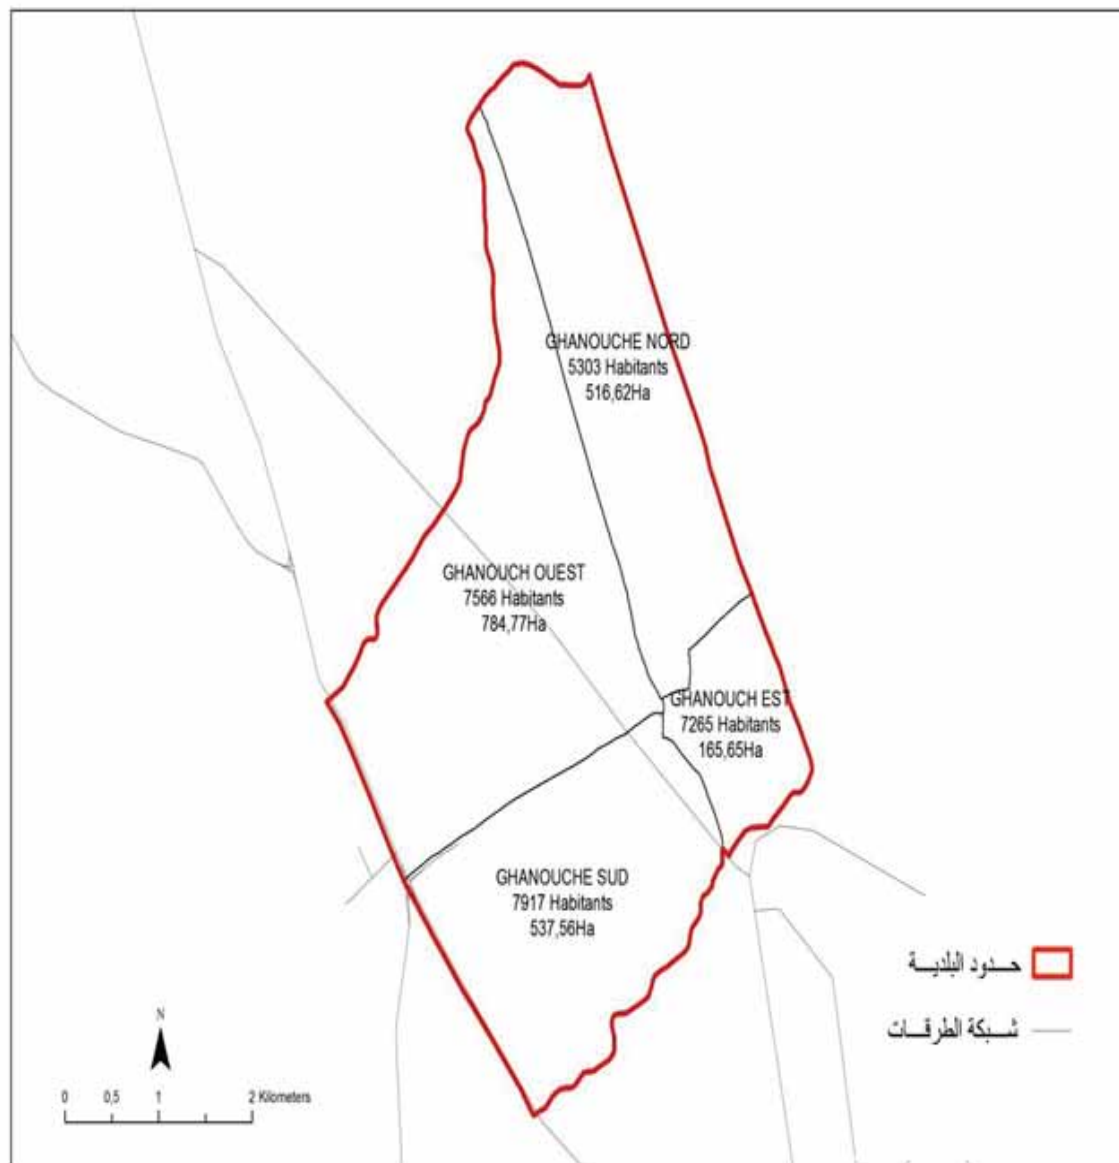 GHANOUCHE NORD
5303 Habitants
516,62Ha
GHANOUCH OUEST
7566 Habitants
784,77Ha
GHANOUCH EST
7265 Habitants
165,65Ha
GHANOUCHE SUD
7917 Habitants
537,56Ha
حـــدود البلديـــة
شـــبكة الطرقـــات
N
0 0,5 1 2 Kilometers